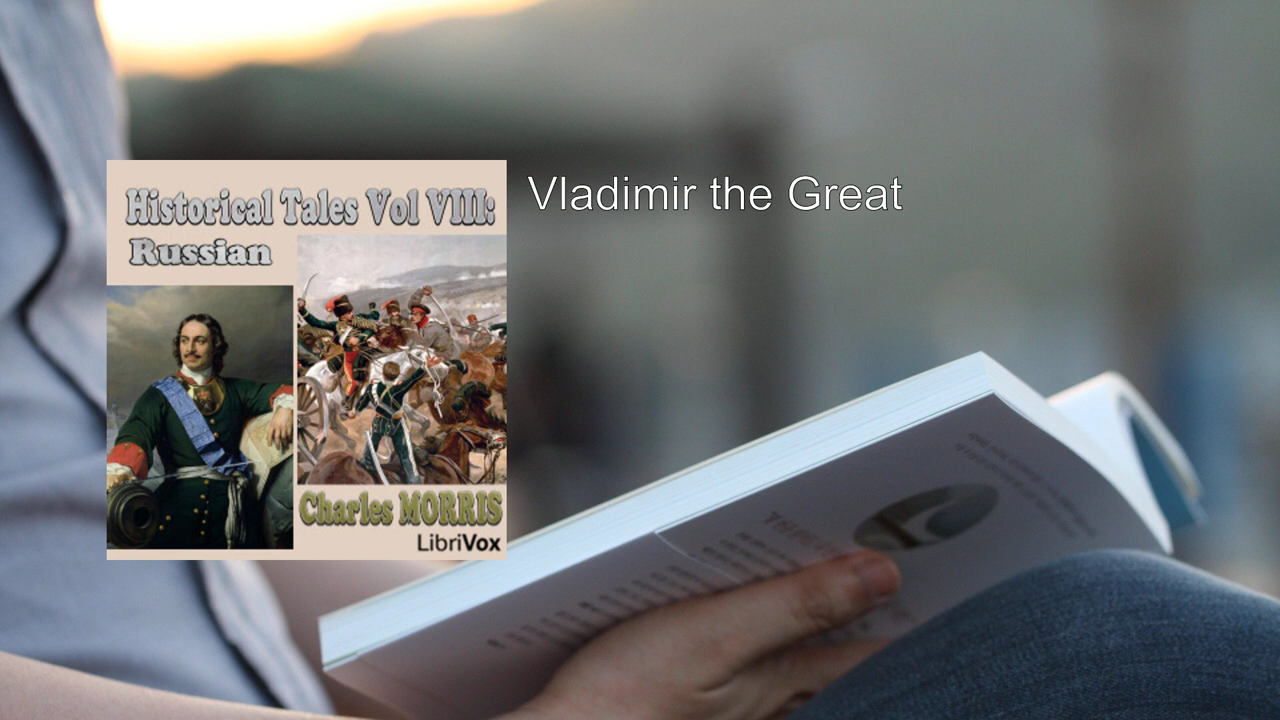 Historical Tales Vol VIII:
Russian
Charles MORRIS
LibriVox
Vladimir the Great